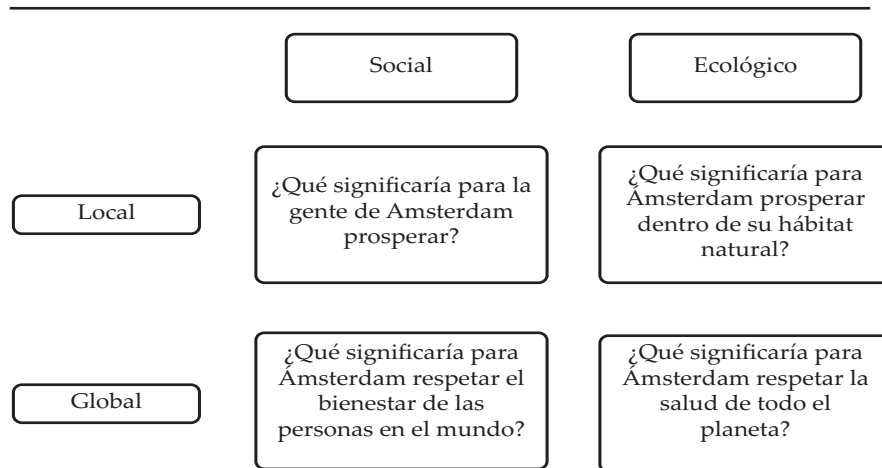 Social
Ecológico
Local
¿Qué significaría para la
gente de Amsterdam
prosperar?
¿Qué significaría para
Ámsterdam prosperar
dentro de su hábitat
natural?
Global
¿Qué significaría para
Ámsterdam respetar el
bienestar de las
personas en el mundo?
¿Qué significaría para
Ámsterdam respetar la
salud de todo el
planeta?